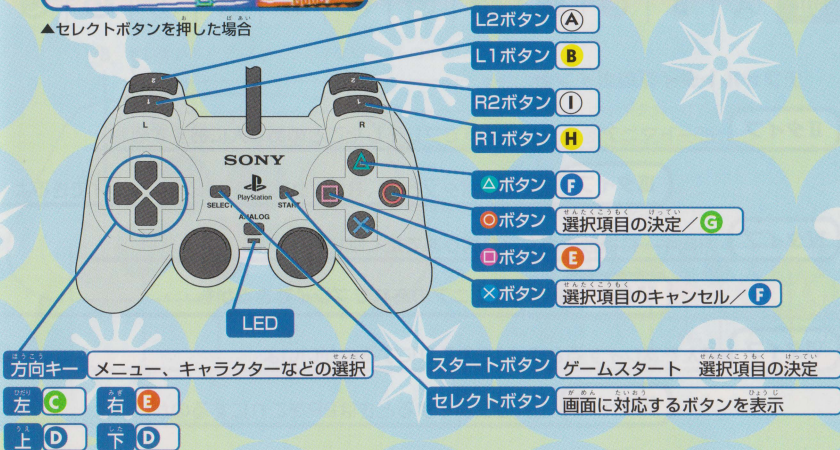 ▲セレクトボタンを押した場合
L2ボタン A
L1ボタン B
R2ボタン I
R1ボタン H
△ボタン F
○ボタン 選択項目の決定／G
□ボタン E
×ボタン 選択項目のキャンセル／F
2
1
L
2
1
R
SONY
PlayStation
SELECT
START
ANALOG
LED
方向キー メニュー、キャラクターなどの選択
左 C 右 E
上 D 下 D
スタートボタン ゲームスタート 選択項目の決定
セレクトボタン 画面に対応するボタンを表示